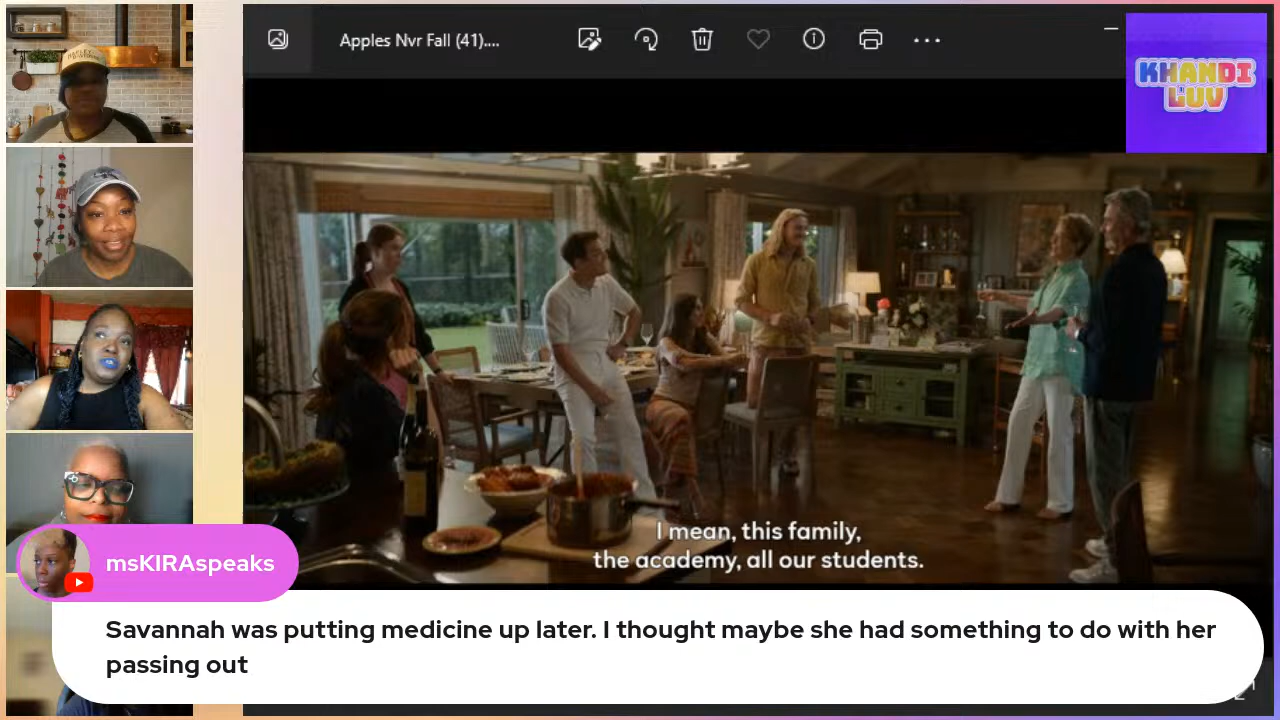 Apples Nvr Fall (41)....
KHANDI
LUV
I mean, this family,
the academy, all our students.
msKIRAspeaks
Savannah was putting medicine up later. I thought maybe she had something to do with her
passing out